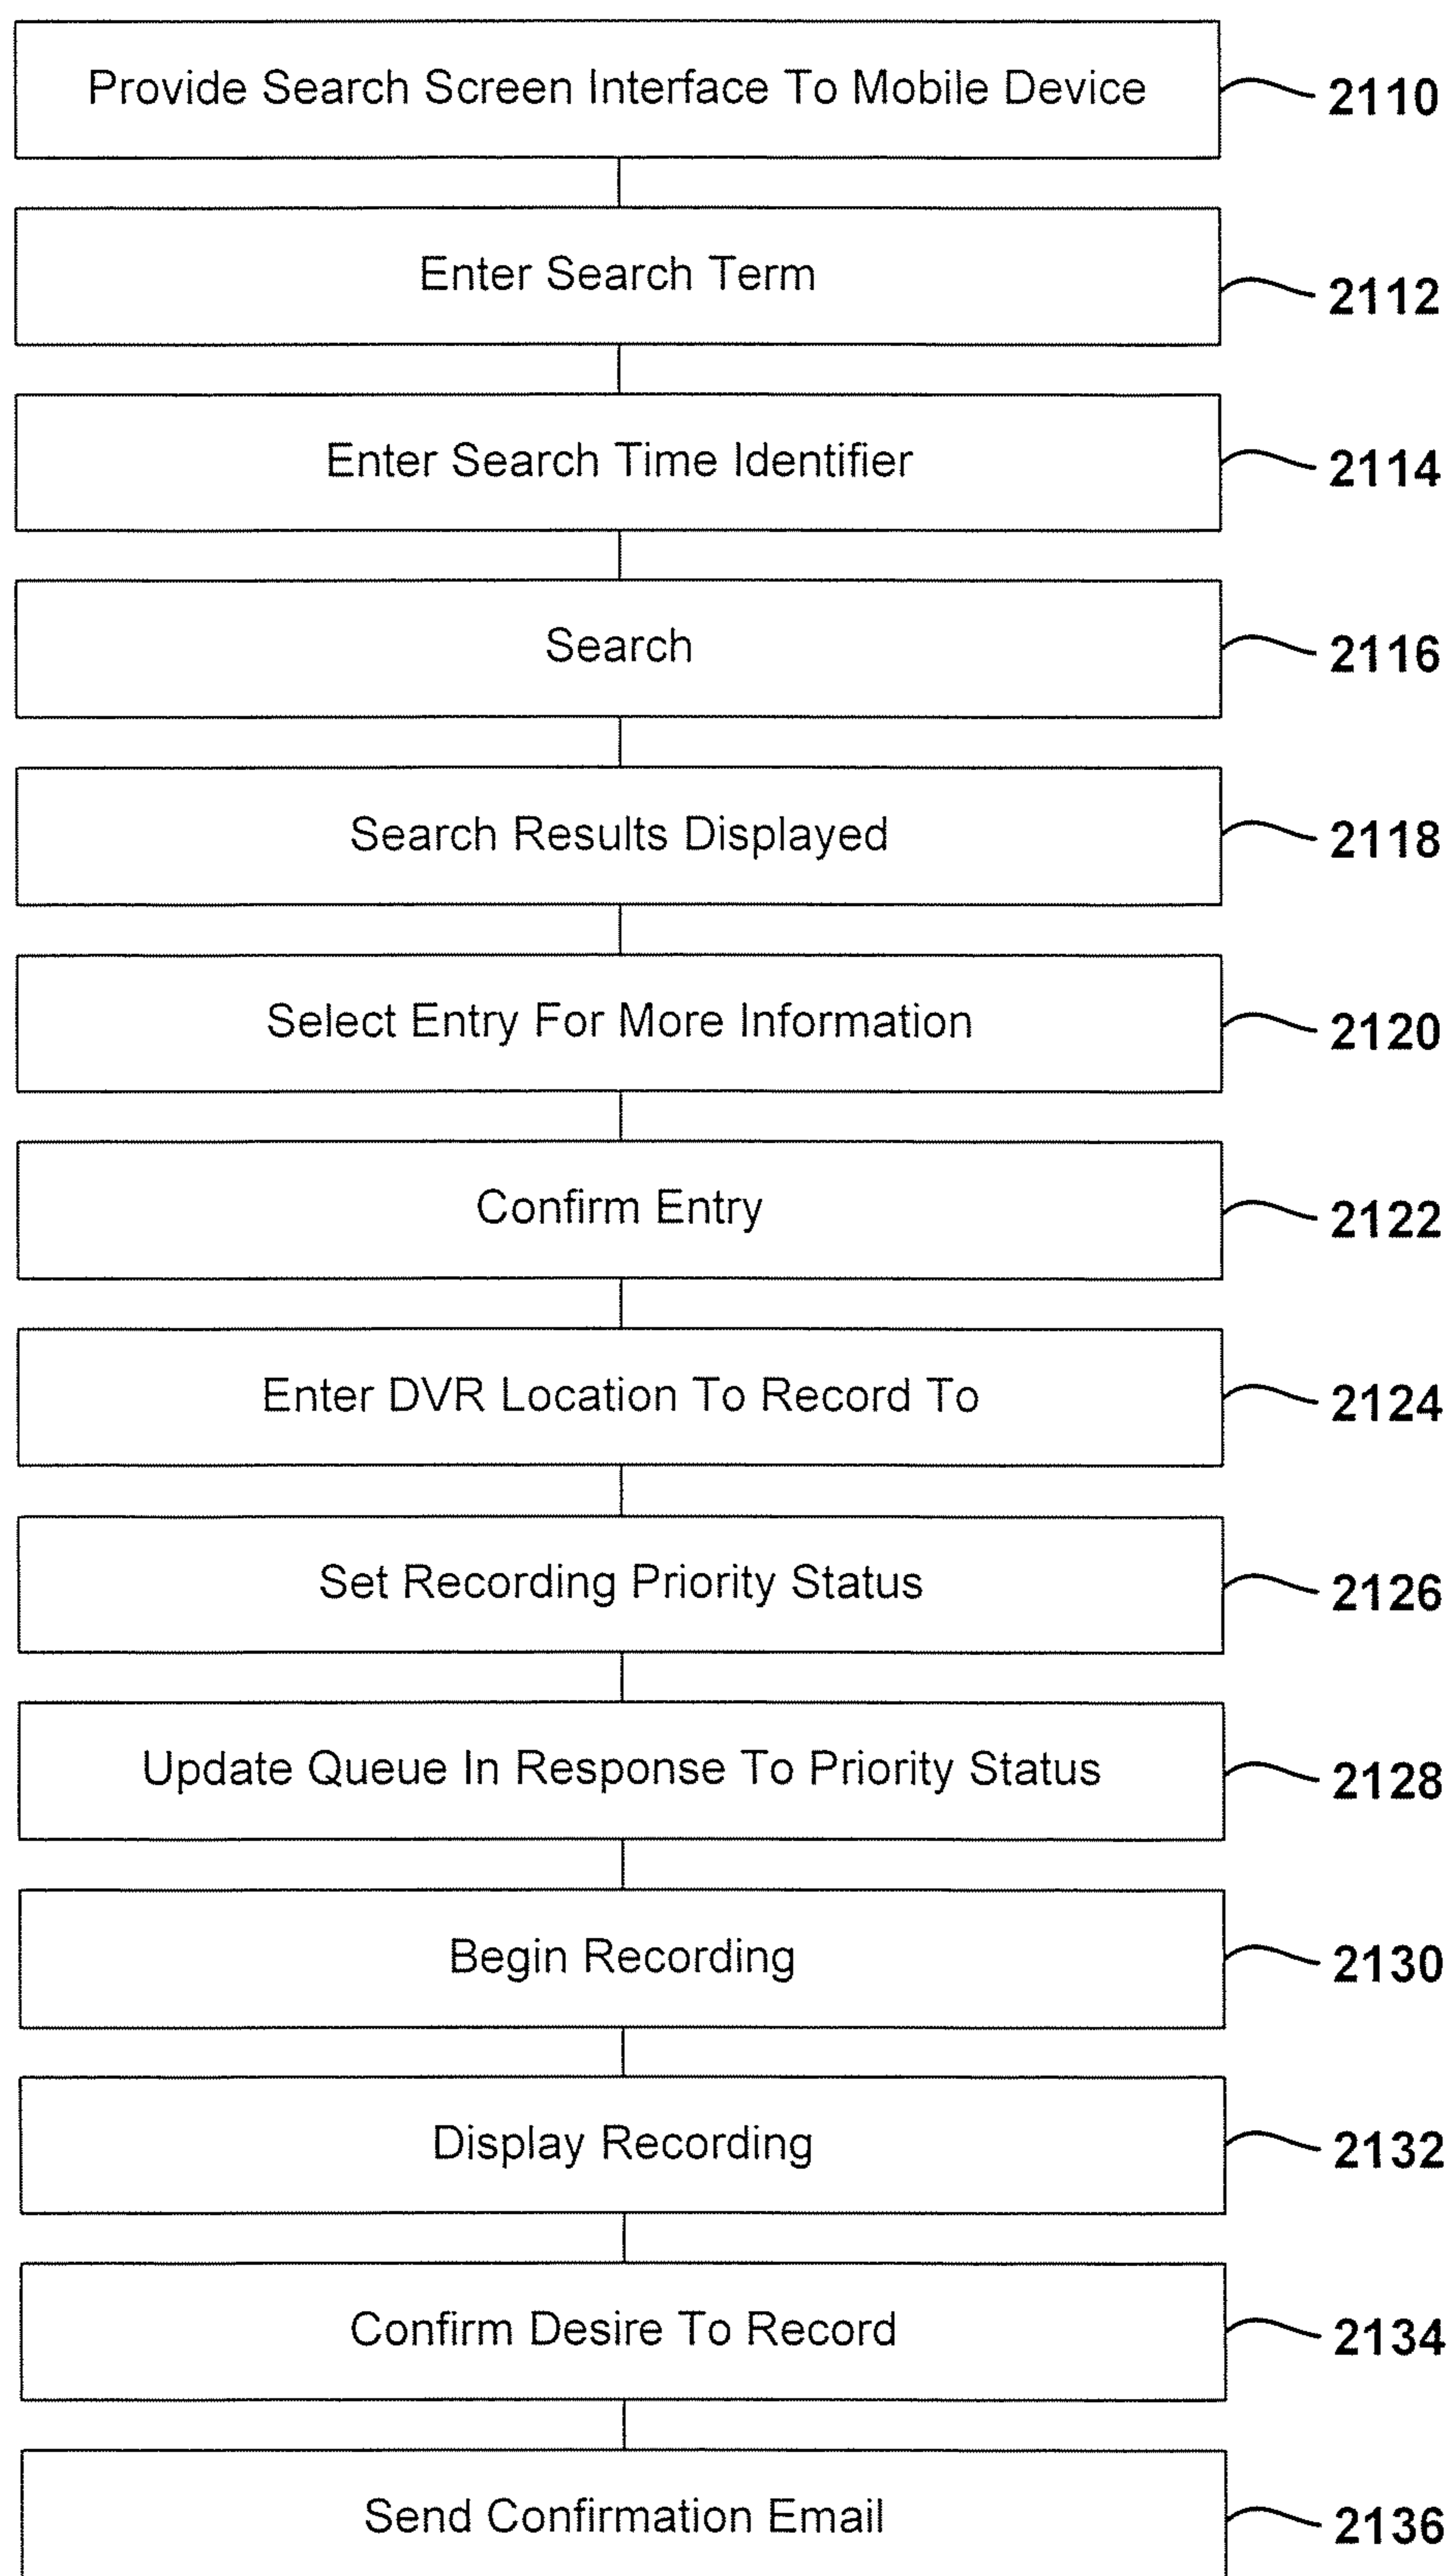 Provide Search Screen Interface To Mobile Device 2110
Enter Search Term 2112
Enter Search Time Identifier 2114
Search 2116
Search Results Displayed 2118
Select Entry For More Information 2120
Confirm Entry 2122
Enter DVR Location To Record To 2124
Set Recording Priority Status 2126
Update Queue In Response To Priority Status 2128
Begin Recording 2130
Display Recording 2132
Confirm Desire To Record 2134
Send Confirmation Email 2136